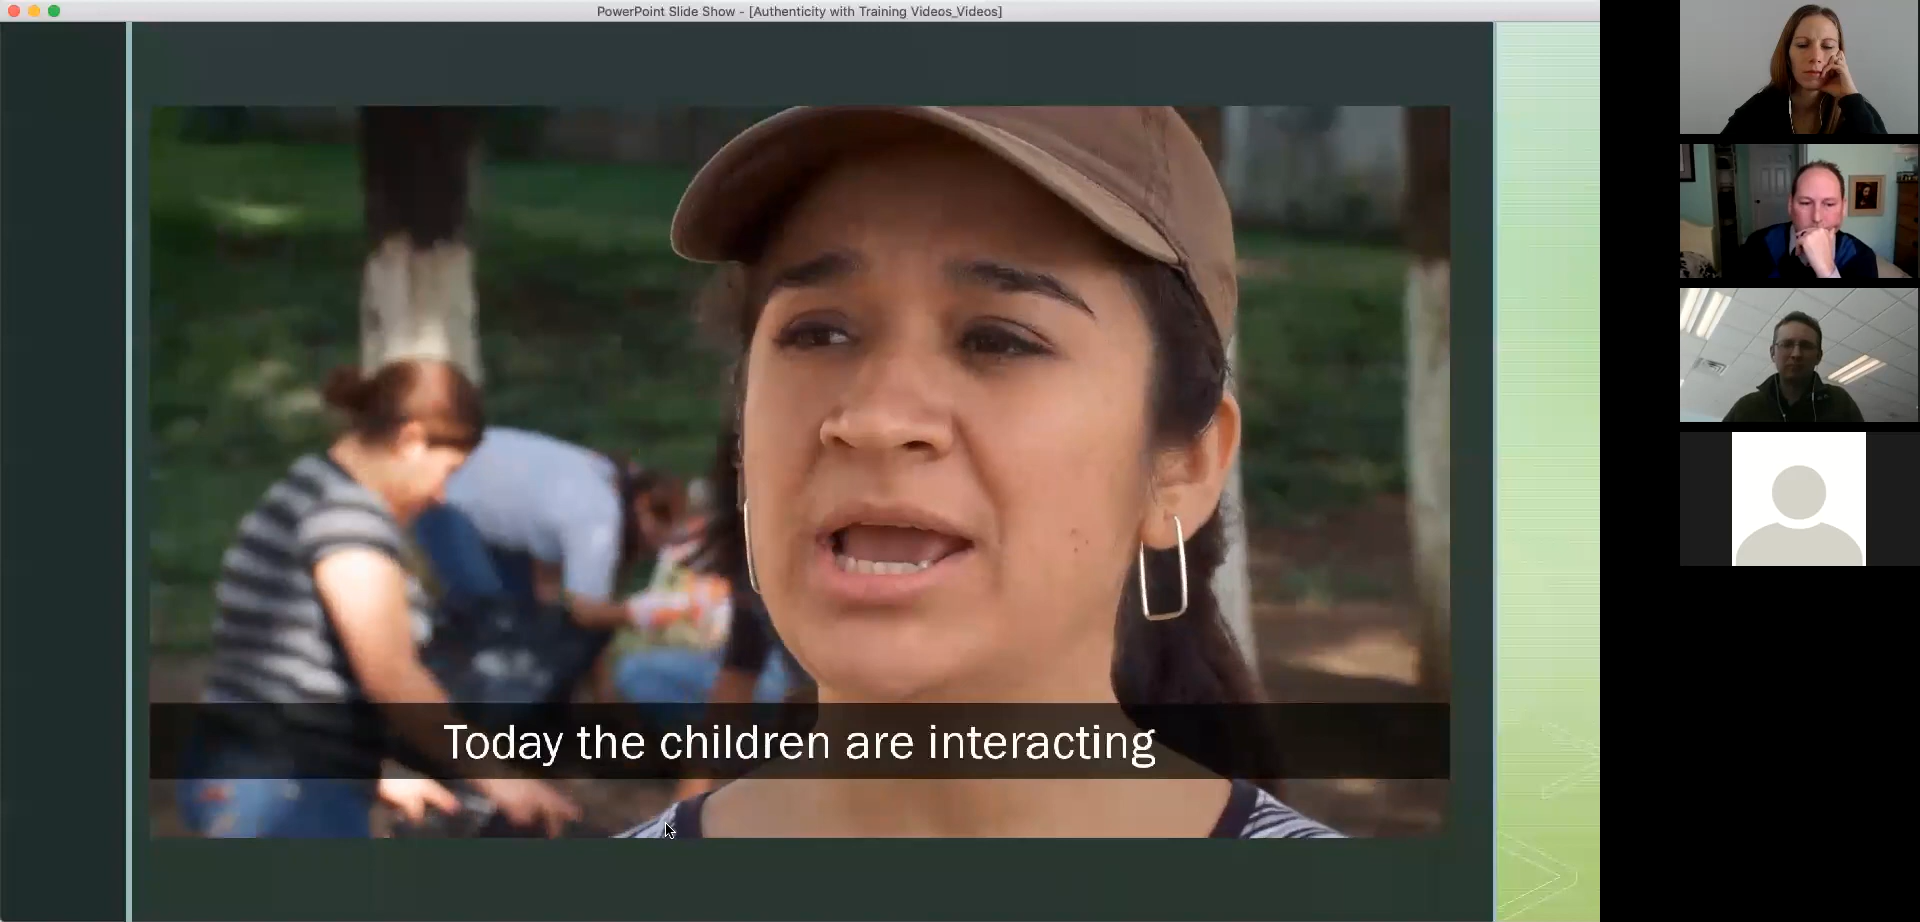 PowerPoint Slide Show - [Authenticity with Training Videos_Videos]
Today the children are interacting